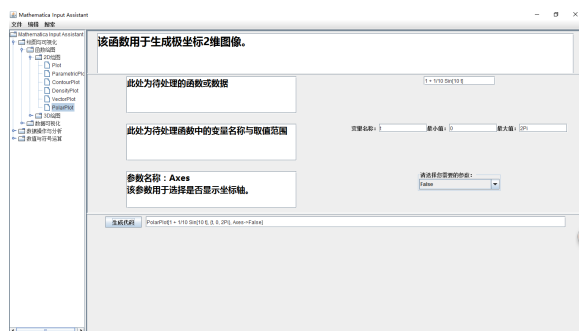 Mathematica Input Assistant
文件 编辑 帮助
Mathematica Input Assistant
绘图与可视化
函数绘图
2D绘图
Plot
ParametricPlo
ContourPlot
DensityPlot
VectorPlot
PolarPlot
3D绘图
数据可视化
数据操作与分析
数值与符号运算
该函数用于生成极坐标2维图像。
此处为待处理的函数或数据
1 + 1/10 Sin[10 t]
此处为待处理函数中的变量名称与取值范围
变量名称: t
最小值: 0
最大值: 2Pi
参数名称：Axes
该参数用于选择是否显示坐标轴。
请选择您需要的参数:
False
生成代码
PolarPlot[1 + 1/10 Sin[10 t], {t, 0, 2Pi}, Axes->False]